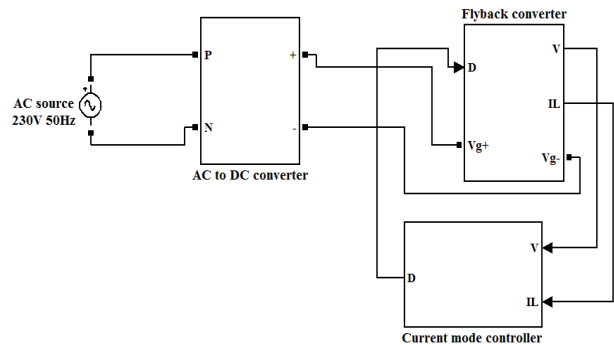 Flyback converter
P
+
D
V
AC source
230V 50Hz
IL
N
-
Vg+
Vg-
AC to DC converter
V
D
IL
Current mode controller
+